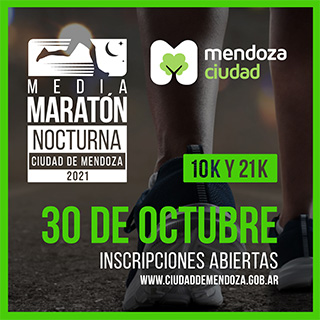 MEDIA
MARATÓN
NOCTURNA
CIUDAD DE MENDOZA
2021
mendoza
ciudad
10K Y 21K
30 DE OCTUBRE
INSCRIPCIONES ABIERTAS
WWW.CIUDADDEMENDOZA.GOB.AR